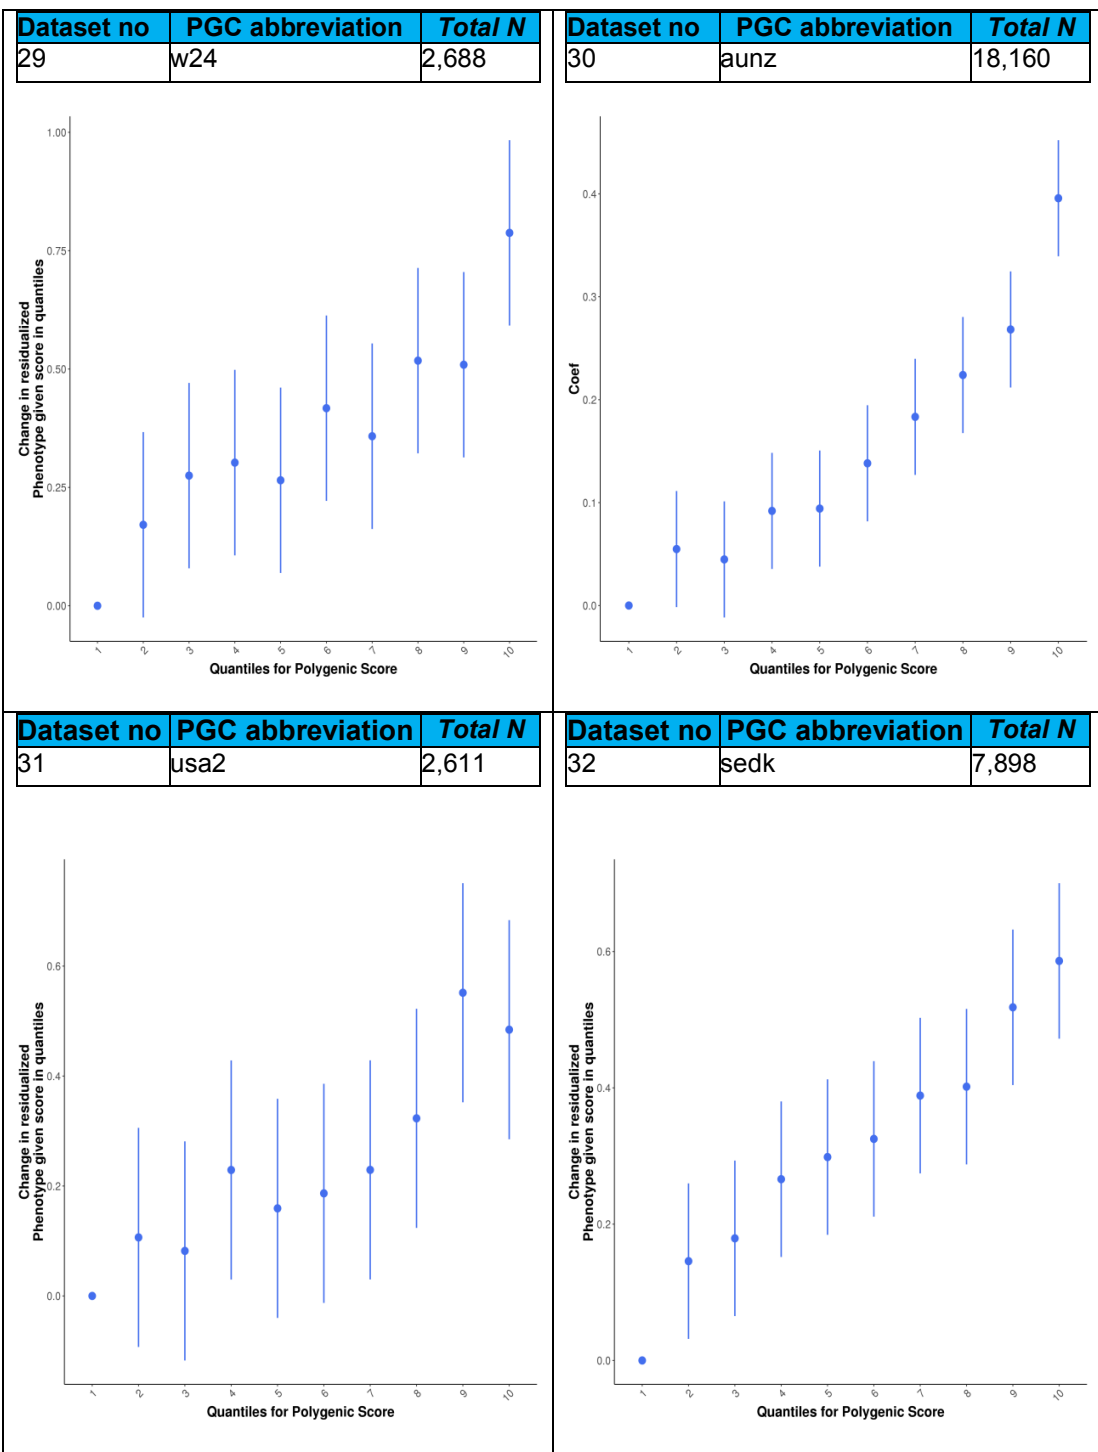 Dataset no PGC abbreviation Total N
29 w24 2,688
1.00
0.75
0.50
0.25
0.00
Change in residualized
Phenotype given score in quantiles
1 2 3 4 5 6 7 8 9 10
Quantiles for Polygenic Score
Dataset no PGC abbreviation Total N
30 aunz 18,160
0.4
0.3
0.2
0.1
0.0
Coef
1 2 3 4 5 6 7 8 9 10
Quantiles for Polygenic Score
Dataset no PGC abbreviation Total N
31 usa2 2,611
0.6
0.4
0.2
0.0
Change in residualized
Phenotype given score in quantiles
1 2 3 4 5 6 7 8 9 10
Quantiles for Polygenic Score
Dataset no PGC abbreviation Total N
32 sedk 7,898
0.6
0.4
0.2
0.0
Change in residualized
Phenotype given score in quantiles
1 2 3 4 5 6 7 8 9 10
Quantiles for Polygenic Score